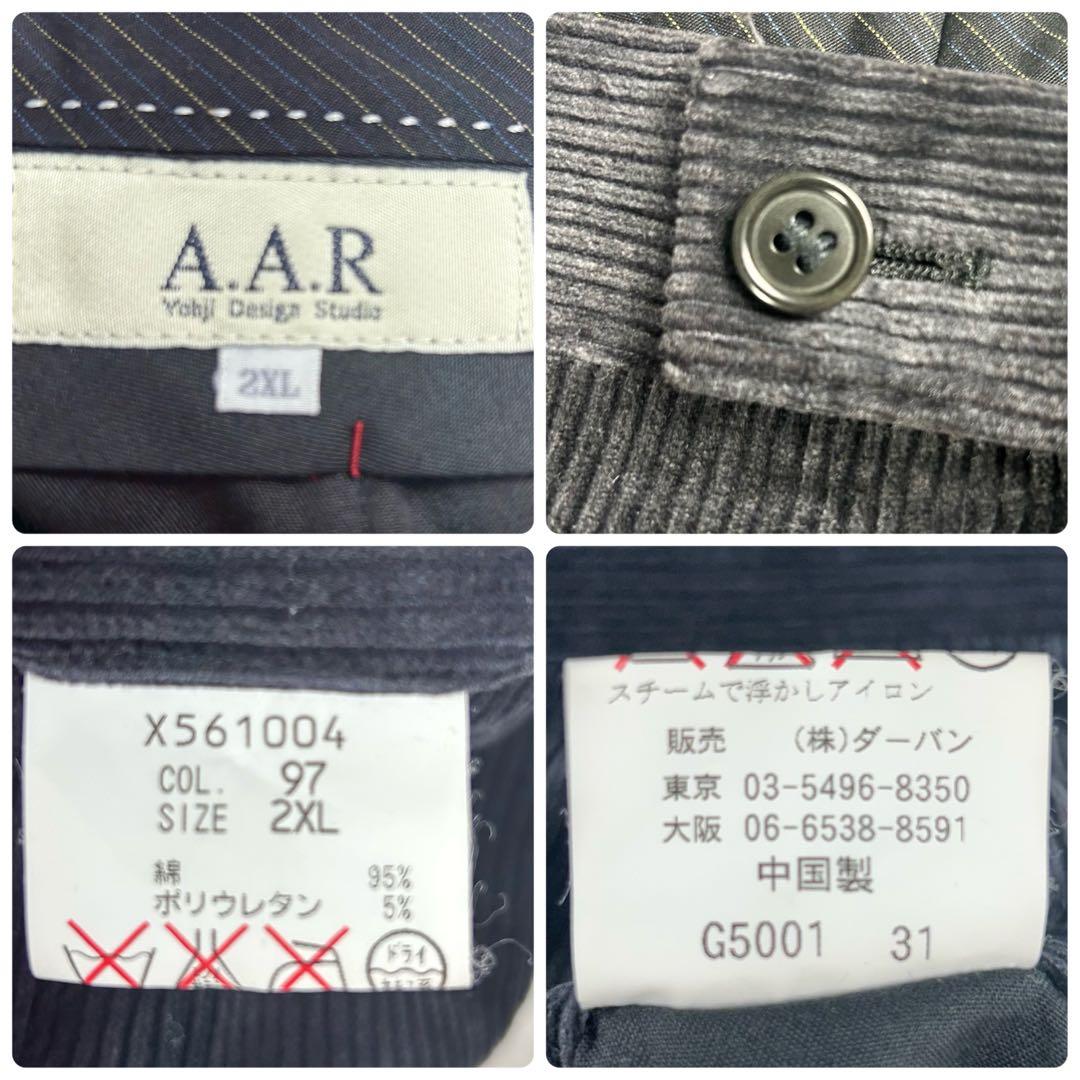 A.A.R
Yohji Design Studio
2XL
X561004
COL. 97
SIZE 2XL
綿 95%
ポリウレタン 5%
ドライ
スチームで浮かしアイロン
販売 (株)ダーバン
東京 03-5496-8350
大阪 06-6538-8591
中国製
G5001 31